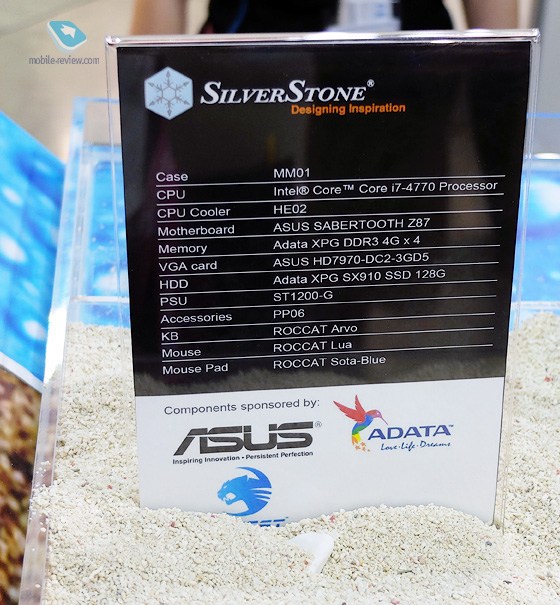 mobile-review.com
SILVERSTONE®
Designing Inspiration
Case MM01
CPU Intel® Core™ Core i7-4770 Processor
CPU Cooler HE02
Motherboard ASUS SABERTOOTH Z87
Memory Adata XPG DDR3 4G x 4
VGA card ASUS HD7970-DC2-3GD5
HDD Adata XPG SX910 SSD 128G
PSU ST1200-G
Accessories PP06
KB ROCCAT Arvo
Mouse ROCCAT Lua
Mouse Pad ROCCAT Sota-Blue
Components sponsored by:
ASUS®
Inspiring Innovation • Persistent Perfection
ADATA™
Love•Life•Dreams